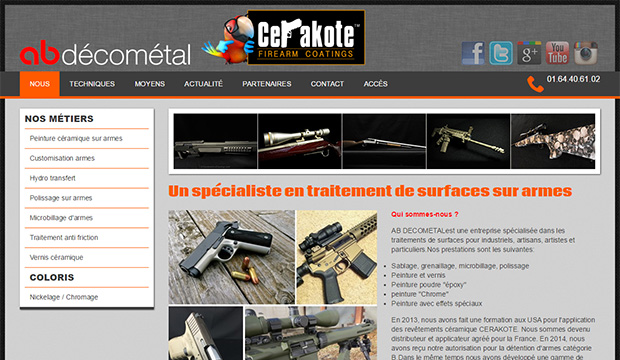 ab décométal
Cerakote
FIREARM COATINGS
NOUS TECHNIQUES MOYENS ACTUALITÉ PARTENAIRES CONTACT ACCÉS
01.64.40.61.02
NOS MÉTIERS
Peinture céramique sur armes
Customisation armes
Hydro transfert
Polissage sur armes
Microbillage d'armes
Traitement anti friction
Vernis céramique
COLORIS
Nickelage / Chromage
Un spécialiste en traitement de surfaces sur armes
Qui sommes-nous ?
AB DECOMETALest une entreprise spécialisée dans les
traitements de surfaces pour industriels, artisans, artistes et
particuliers.Nos prestations sont les suivantes:
Sablage, grenaillage, microbillage, polissage
Peinture et vernis
Peinture poudre "époxy"
peinture "Chrome"
Peinture avec effets spéciaux
En 2013, nous avons fait une formation aux USA pour l'application
des revêtements céramique CERAKOTE. Nous sommes devenu
distributeur et applicateur agréé pour la France. En 2014, nous
avons reçu notre autorisation pour la détention d'armes catégorie
B Dans le même temps nous avons développé une gamme de